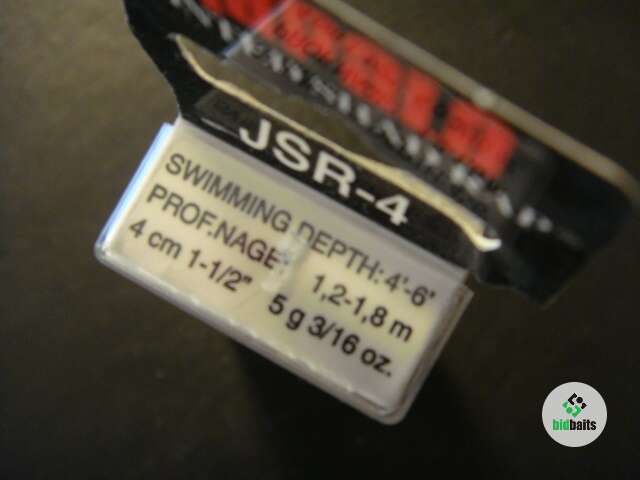 JSR-4
SWIMMING DEPTH: 4'-6'
PROF.NAGE: 1,2-1,8 m
4 cm 1-1/2" 5 g 3/16 oz.
bidbaits